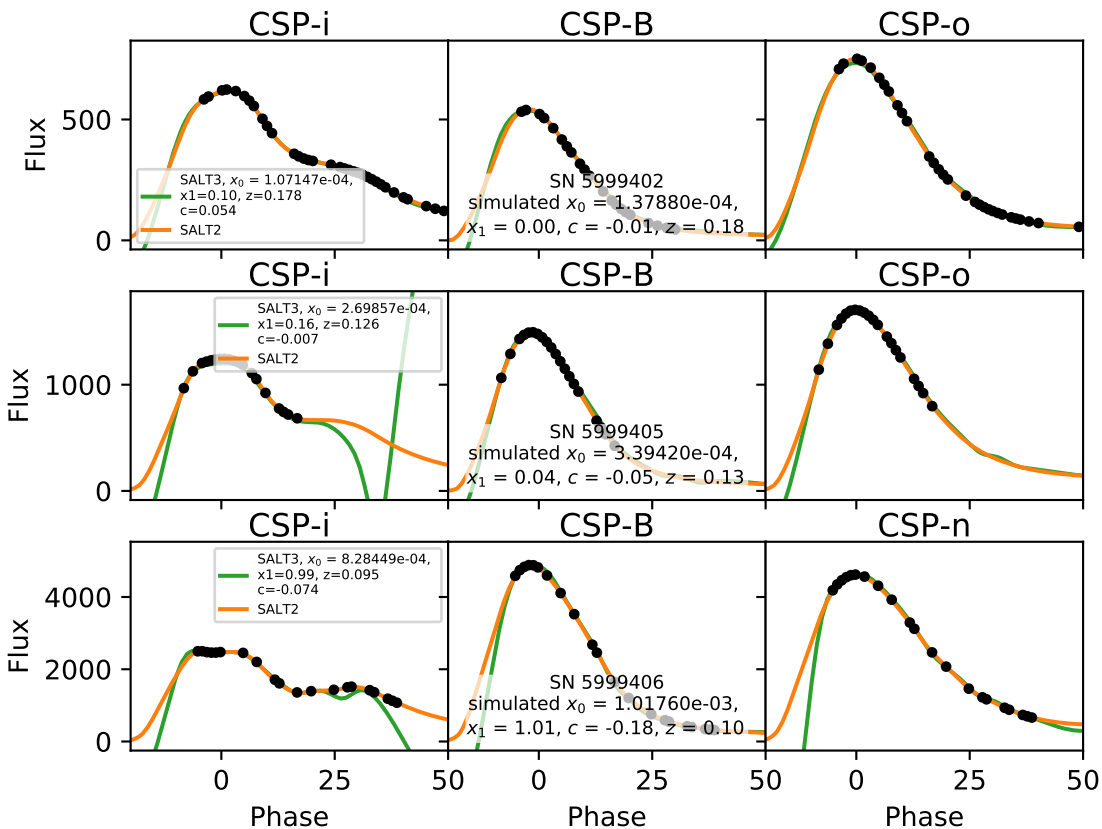 CSP-i
CSP-B
CSP-o
Flux
500
0
SALT3, x₀ = 1.07147e-04,
x1=0.10, z=0.178
c=0.054
SALT2
SN 5999402
simulated x₀ = 1.37880e-04,
x₁ = 0.00, c = -0.01, z = 0.18
CSP-i
CSP-B
CSP-o
Flux
1000
0
SALT3, x₀ = 2.69857e-04,
x1=0.16, z=0.126
c=-0.007
SALT2
SN 5999405
simulated x₀ = 3.39420e-04,
x₁ = 0.04, c = -0.05, z = 0.13
CSP-i
CSP-B
CSP-n
Flux
4000
2000
0
SALT3, x₀ = 8.28449e-04,
x1=0.99, z=0.095
c=-0.074
SALT2
SN 5999406
simulated x₀ = 1.01760e-03,
x₁ = 1.01, c = -0.18, z = 0.10
0 25 50 0 25 50 0 25 50
Phase
Phase
Phase